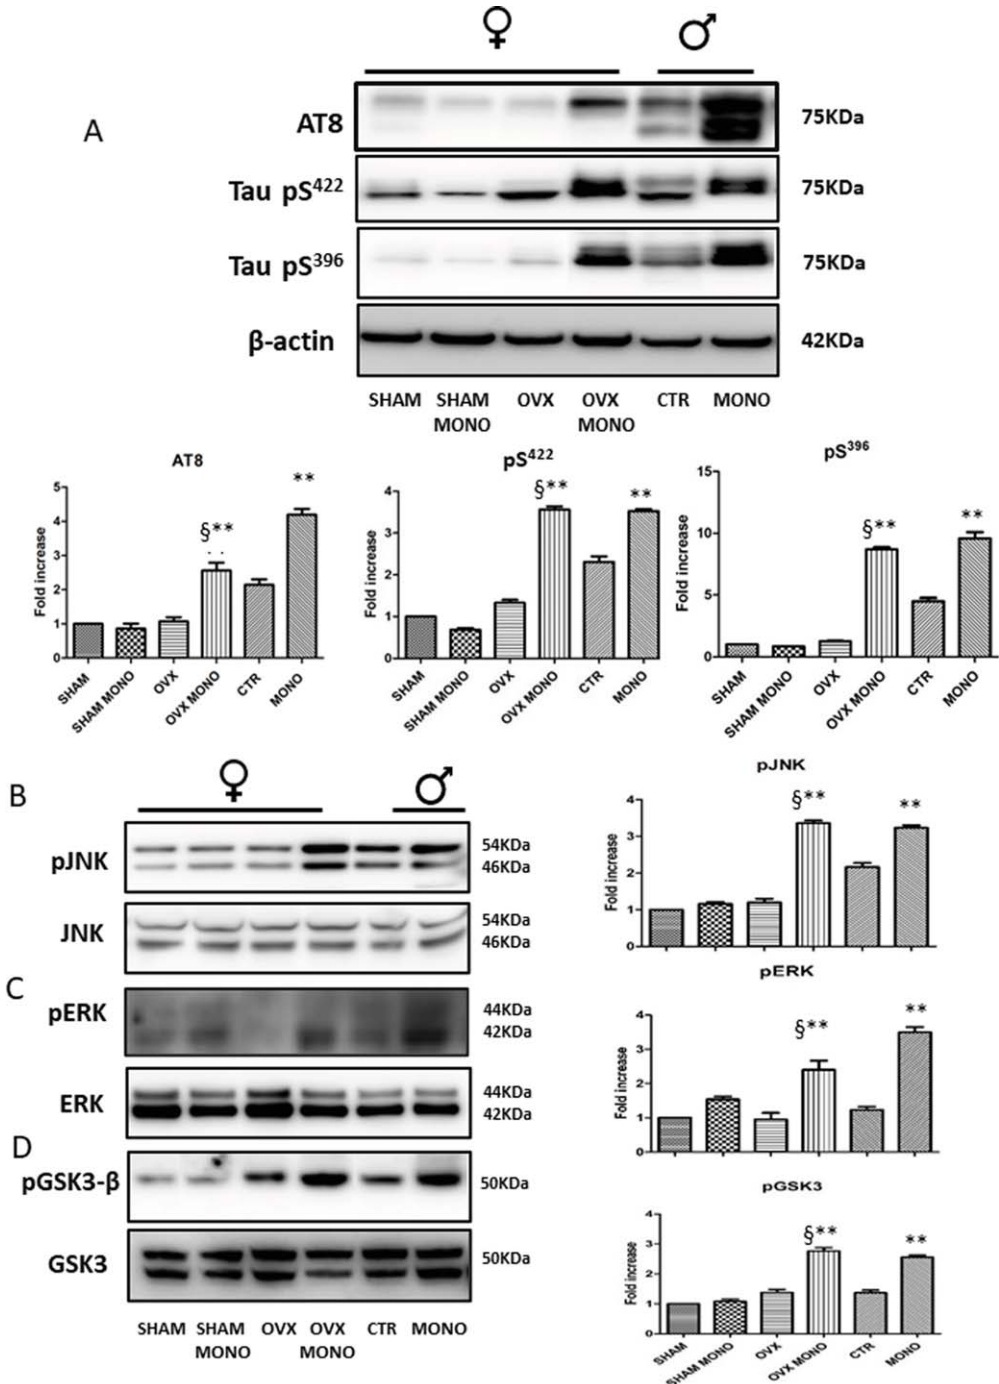 ♀ ♂
A
AT8 75KDa
Tau pS422 75KDa
Tau pS396 75KDa
β-actin 42KDa
SHAM SHAM MONO OVX OVX MONO CTR MONO
AT8
Fold increase
5
4
3
2
1
0
§**
**
SHAM
SHAM MONO
OVX
OVX MONO
CTR
MONO
pS422
Fold increase
4
3
2
1
0
§**
**
SHAM
SHAM MONO
OVX
OVX MONO
CTR
MONO
pS396
Fold increase
15
10
5
0
§**
**
SHAM
SHAM MONO
OVX
OVX MONO
CTR
MONO
B
♀ ♂
pJNK 54KDa
46KDa
JNK 54KDa
46KDa
C
pERK 44KDa
42KDa
ERK 44KDa
42KDa
D
pGSK3-β 50KDa
GSK3 50KDa
SHAM SHAM MONO OVX OVX MONO CTR MONO
pJNK
Fold increase
4
3
2
1
0
§**
**
pERK
Fold increase
4
3
2
1
0
§**
**
pGSK3
Fold increase
4
3
2
1
0
§**
**
SHAM
SHAM MONO
OVX
OVX MONO
CTR
MONO